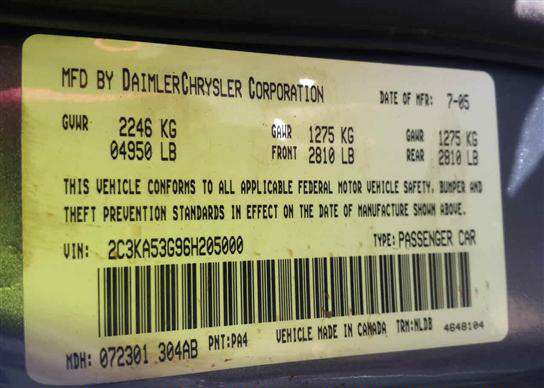 MFD BY DAIMLERCHRYSLER CORPORATION DATE OF MFR: 7-05
GVWR 2246 KG GAWR 1275 KG GAWR 1275 KG
04950 LB FRONT 2810 LB REAR 2810 LB
THIS VEHICLE CONFORMS TO ALL APPLICABLE FEDERAL MOTOR VEHICLE SAFETY, BUMPER AND
THEFT PREVENTION STANDARDS IN EFFECT ON THE DATE OF MANUFACTURE SHOWN ABOVE.
VIN: 2C3KA53G96H205000 TYPE: PASSENGER CAR
MDH: 072301 304AB PNT: PA4 VEHICLE MADE IN CANADA TRM: NLDB 4648104